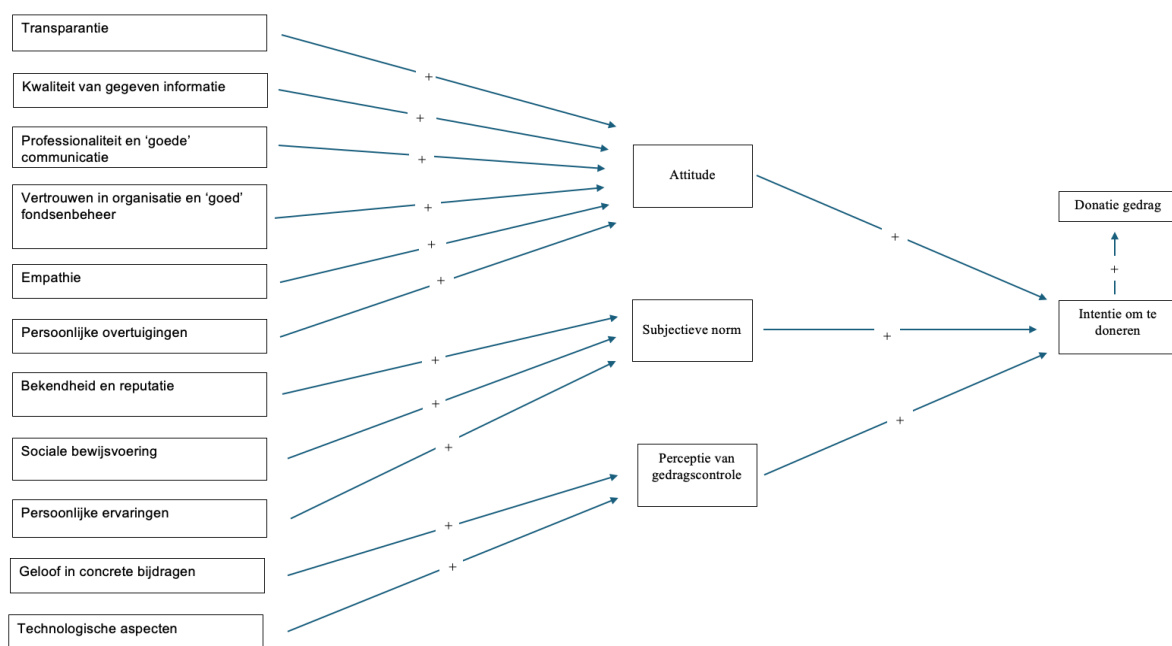 Transparantie
Kwaliteit van gegeven informatie
Professionaliteit en ‘goede’
communicatie
Vertrouwen in organisatie en ‘goed’
fondsenbeheer
Empathie
Persoonlijke overtuigingen
Bekendheid en reputatie
Sociale bewijsvoering
Persoonlijke ervaringen
Geloof in concrete bijdragen
Technologische aspecten
+
+
+
+
+
+
+
+
+
+
+
Attitude
Subjectieve norm
Perceptie van
gedragscontrole
+
+
+
Donatie gedrag
+
Intentie om te
doneren